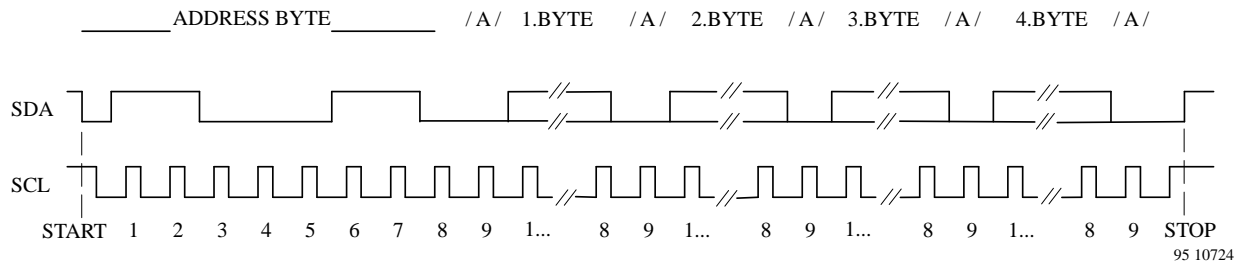 ADDRESS BYTE / A / 1.BYTE / A / 2.BYTE / A / 3.BYTE / A / 4.BYTE / A /
SDA
SCL
START 1 2 3 4 5 6 7 8 9 1... 8 9 1... 8 9 1... 8 9 1... 8 9 STOP
95 10724